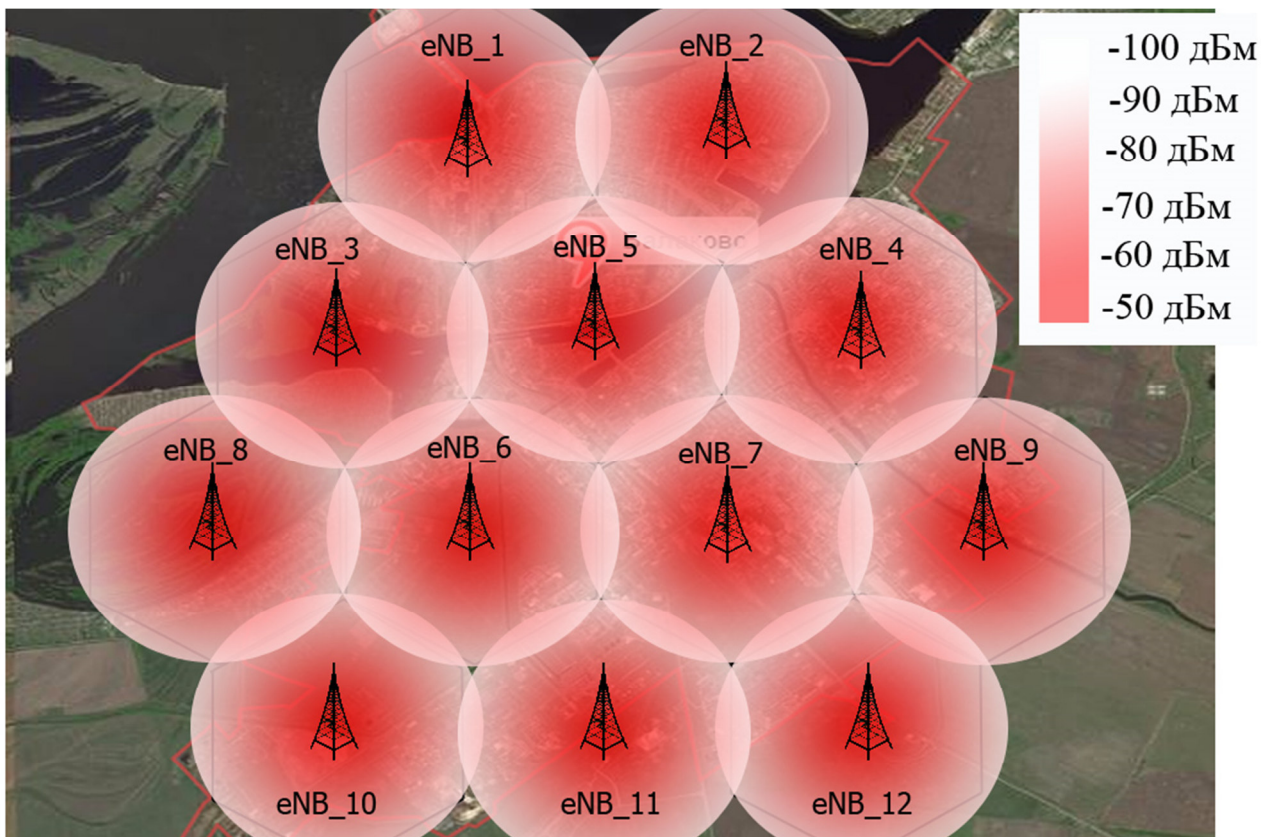 eNB_1
eNB_2
-100 дБм
-90 дБм
-80 дБм
-70 дБм
-60 дБм
-50 дБм
eNB_3
eNB_5
eNB_4
eNB_8
eNB_6
eNB_7
eNB_9
eNB_10
eNB_11
eNB_12